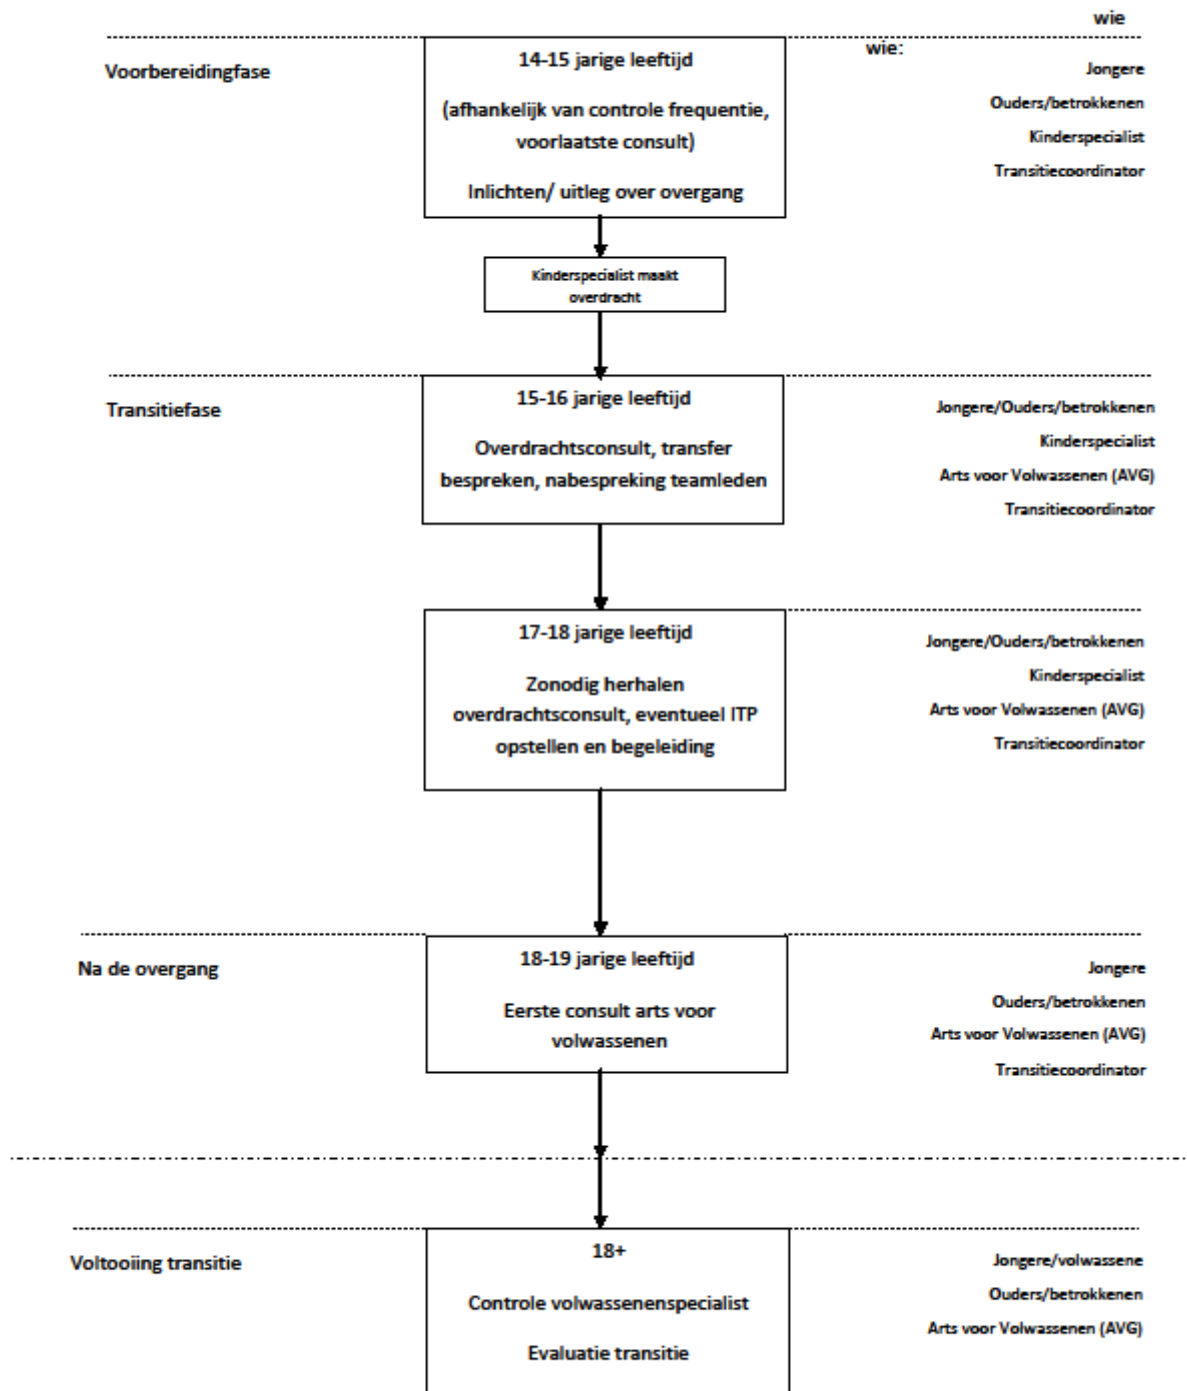 wie
wie:
Voorbereidingfase
14-15 jarige leeftijd
(afhankelijk van controle frequentie,
voorlaatste consult)
Inlichten/ uitleg over overgang
Jongere
Ouders/betrokkenen
Kinderspecialist
Transitiecoordinator
Kinderspecialist maakt
overdracht
Transitiefase
15-16 jarige leeftijd
Overdrachtsconsult, transfer
bespreken, nabespreking teamleden
Jongere/Ouders/betrokkenen
Kinderspecialist
Arts voor Volwassenen (AVG)
Transitiecoordinator
17-18 jarige leeftijd
Zonodig herhalen
overdrachtsconsult, eventueel ITP
opstellen en begeleiding
Jongere/Ouders/betrokkenen
Kinderspecialist
Arts voor Volwassenen (AVG)
Transitiecoordinator
Na de overgang
18-19 jarige leeftijd
Eerste consult arts voor
volwassenen
Jongere
Ouders/betrokkenen
Arts voor Volwassenen (AVG)
Transitiecoordinator
Voltooiing transitie
18+
Controle volwassenenspecialist
Evaluatie transitie
Jongere/volwassene
Ouders/betrokkenen
Arts voor Volwassenen (AVG)